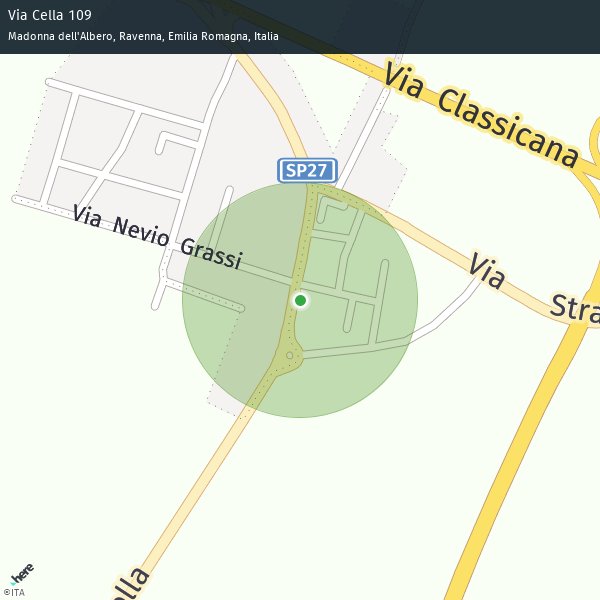 Via Cella 109
Madonna dell'Albero, Ravenna, Emilia Romagna, Italia
Via Classicana
SP27
Via Nevio Grassi
Via Stra
ella
here
©ITA